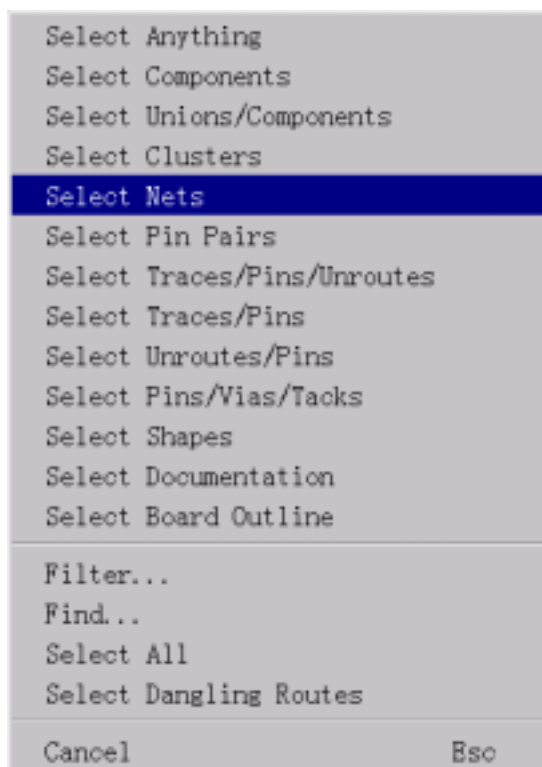 Select Anything
Select Components
Select Unions/Components
Select Clusters
Select Nets
Select Pin Pairs
Select Traces/Pins/Unroutes
Select Traces/Pins
Select Unroutes/Pins
Select Pins/Vias/Tacks
Select Shapes
Select Documentation
Select Board Outline
Filter...
Find...
Select All
Select Dangling Routes
Cancel Esc